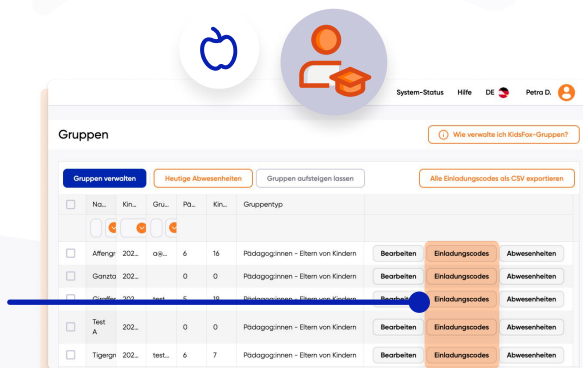 System-Status Hilfe DE Petra D.
Gruppen
Wie verwalte ich KidsFox-Gruppen?
Gruppen verwalten Heutige Abwesenheiten Gruppen aufsteigen lassen Alle Einladungscodes als CSV exportieren
Na... Kin... Gru... Pä... Kin... Gruppentyp
Affengr 202... a@... 6 16 Pädagog:innen - Eltern von Kindern Bearbeiten Einladungscodes Abwesenheiten
Ganzta 202... 0 0 Pädagog:innen - Eltern von Kindern Bearbeiten Einladungscodes Abwesenheiten
Giraffen 202... test... 5 19 Pädagog:innen - Eltern von Kindern Bearbeiten Einladungscodes Abwesenheiten
Test
A 202... 0 0 Pädagog:innen - Eltern von Kindern Bearbeiten Einladungscodes Abwesenheiten
Tigergr 202... test... 6 7 Pädagog:innen - Eltern von Kindern Bearbeiten Einladungscodes Abwesenheiten